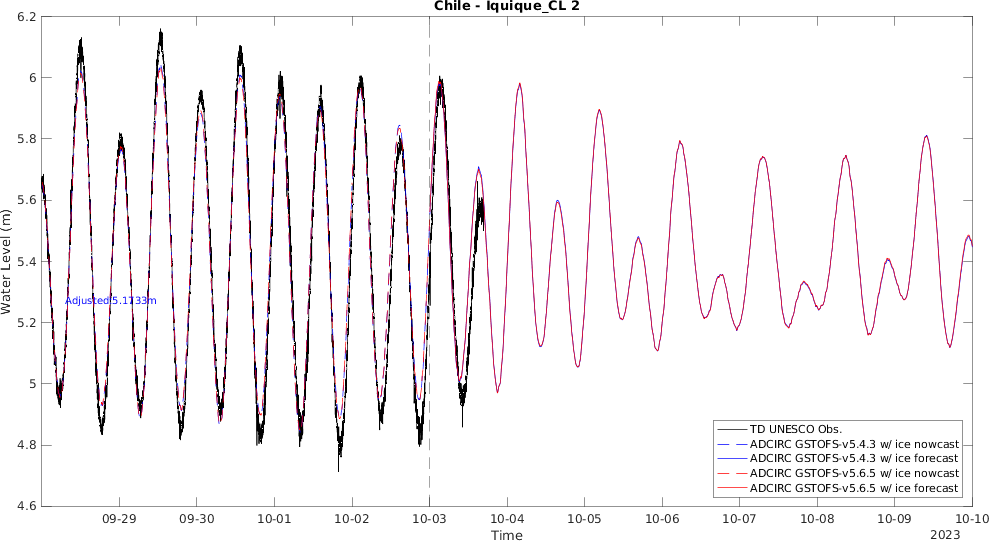 Chile - Iquique_CL 2
6.2
6
5.8
5.6
5.4
5.2
5
4.8
4.6
Water Level (m)
Adjusted 5.1733m
TD UNESCO Obs.
ADCIRC GSTOFS-v5.4.3 w/ ice nowcast
ADCIRC GSTOFS-v5.4.3 w/ ice forecast
ADCIRC GSTOFS-v5.6.5 w/ ice nowcast
ADCIRC GSTOFS-v5.6.5 w/ ice forecast
09-29 09-30 10-01 10-02 10-03 10-04 10-05 10-06 10-07 10-08 10-09 10-10
Time
2023